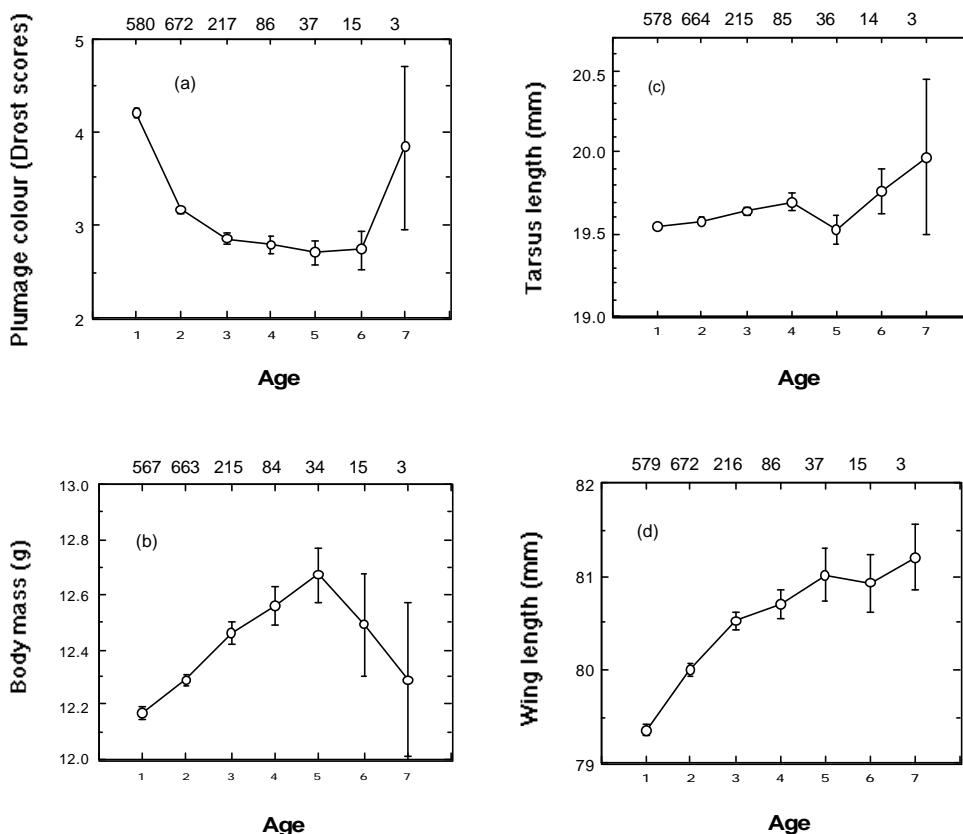 580 672 217 86 37 15 3
Plumage colour (Drost scores)
5
4
3
2
(a)
1 2 3 4 5 6 7
Age
578 664 215 85 36 14 3
Tarsus length (mm)
20.5
20.0
19.5
19.0
(c)
1 2 3 4 5 6 7
Age
567 663 215 84 34 15 3
Body mass (g)
13.0
12.8
12.6
12.4
12.2
12.0
(b)
1 2 3 4 5 6 7
Age
579 672 216 86 37 15 3
Wing length (mm)
82
81
80
79
(d)
1 2 3 4 5 6 7
Age